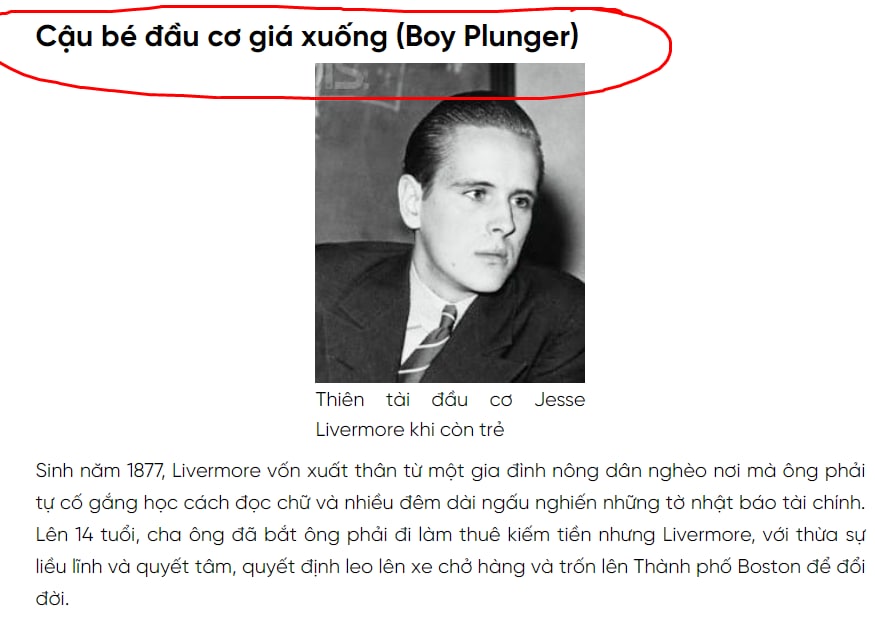 Cậu bé đầu cơ giá xuống (Boy Plunger)
Thiên tài đầu cơ Jesse
Livermore khi còn trẻ
Sinh năm 1877, Livermore vốn xuất thân từ một gia đình nông dân nghèo nơi mà ông phải
tự cố gắng học cách đọc chữ và nhiều đêm dài ngấu nghiến những tờ nhật báo tài chính.
Lên 14 tuổi, cha ông đã bắt ông phải đi làm thuê kiếm tiền nhưng Livermore, với thừa sự
liều lĩnh và quyết tâm, quyết định leo lên xe chở hàng và trốn lên Thành phố Boston để đổi
đời.